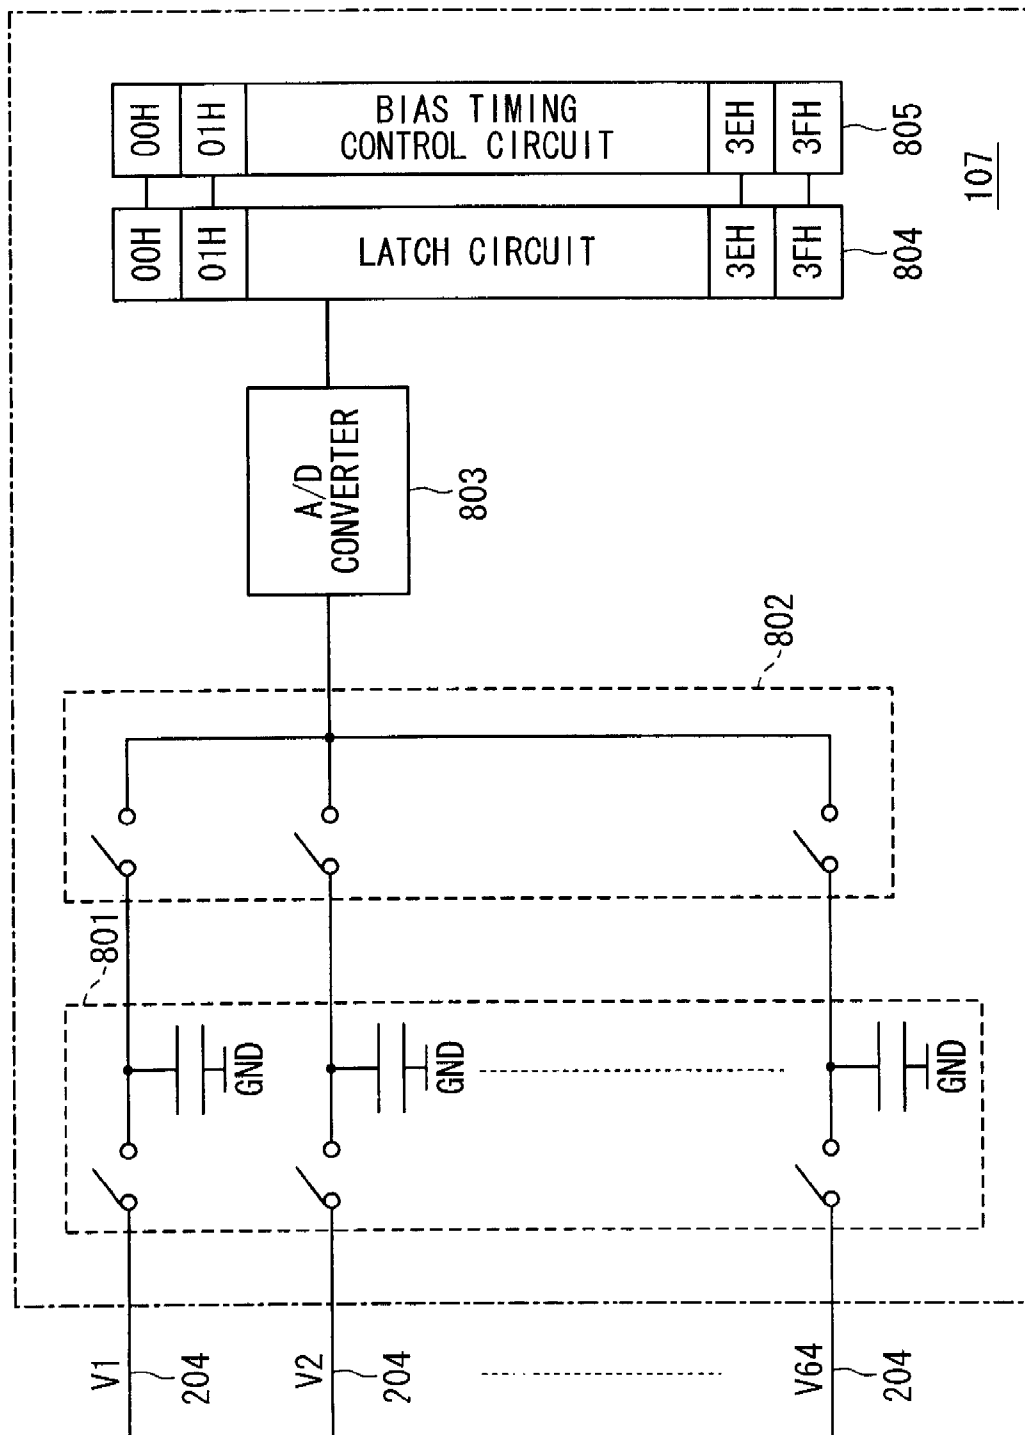 V1
204
V2
204
V64
204
801
GND
GND
GND
802
A/D
CONVERTER
803
00H
01H
LATCH CIRCUIT
3EH
3FH
804
00H
01H
BIAS TIMING
CONTROL CIRCUIT
3EH
3FH
805
107